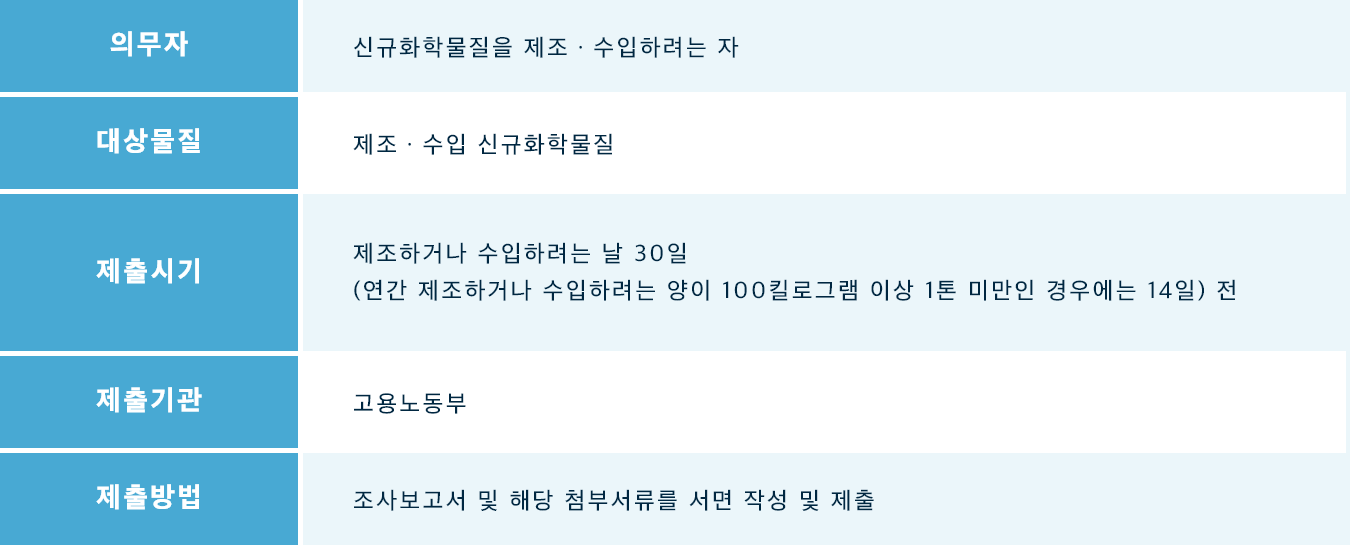 의무자
신규화학물질을 제조 · 수입하려는 자
대상물질
제조 · 수입 신규화학물질
제출시기
제조하거나 수입하려는 날 30일
(연간 제조하거나 수입하려는 양이 100킬로그램 이상 1톤 미만인 경우에는 14일) 전
제출기관
고용노동부
제출방법
조사보고서 및 해당 첨부서류를 서면 작성 및 제출